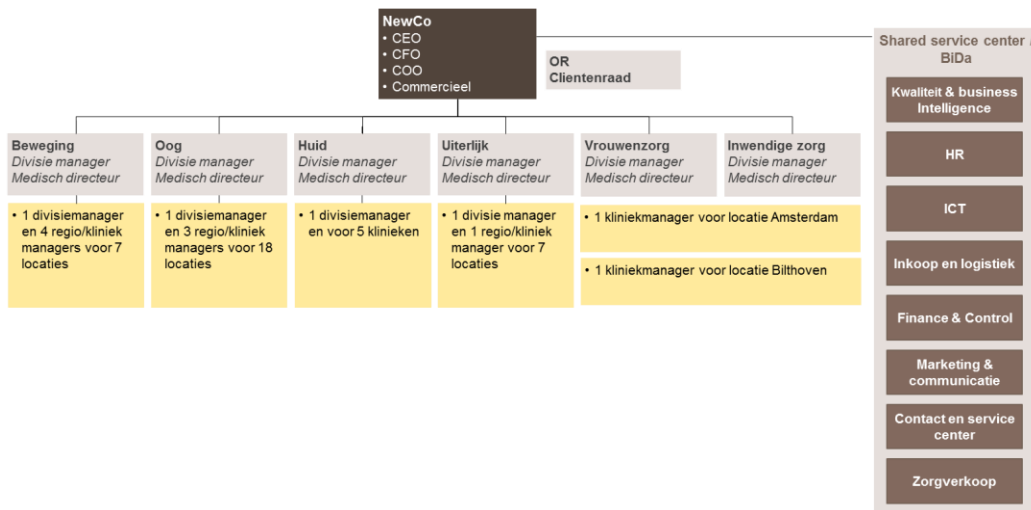 NewCo
• CEO
• CFO
• COO
• Commercieel
OR
Clientenraad
Shared service center /
BiDa
Kwaliteit & business
Intelligence
HR
ICT
Inkoop en logistiek
Finance & Control
Marketing &
communicatie
Contact en service
center
Zorgverkoop
Beweging
Divisie manager
Medisch directeur
• 1 divisiemanager
en 4 regio/kliniek
managers voor 7
locaties
Oog
Divisie manager
Medisch directeur
• 1 divisiemanager
en 3 regio/kliniek
managers voor 18
locaties
Huid
Divisie manager
Medisch directeur
• 1 divisiemanager
en voor 5 klinieken
Uiterlijk
Divisie manager
Medisch directeur
• 1 divisie manager
en 1 regio/kliniek
manager voor 7
locaties
Vrouwenzorg
Divisie manager
Medisch directeur
Inwendige zorg
Divisie manager
Medisch directeur
• 1 kliniekmanager voor locatie Amsterdam
• 1 kliniekmanager voor locatie Bilthoven